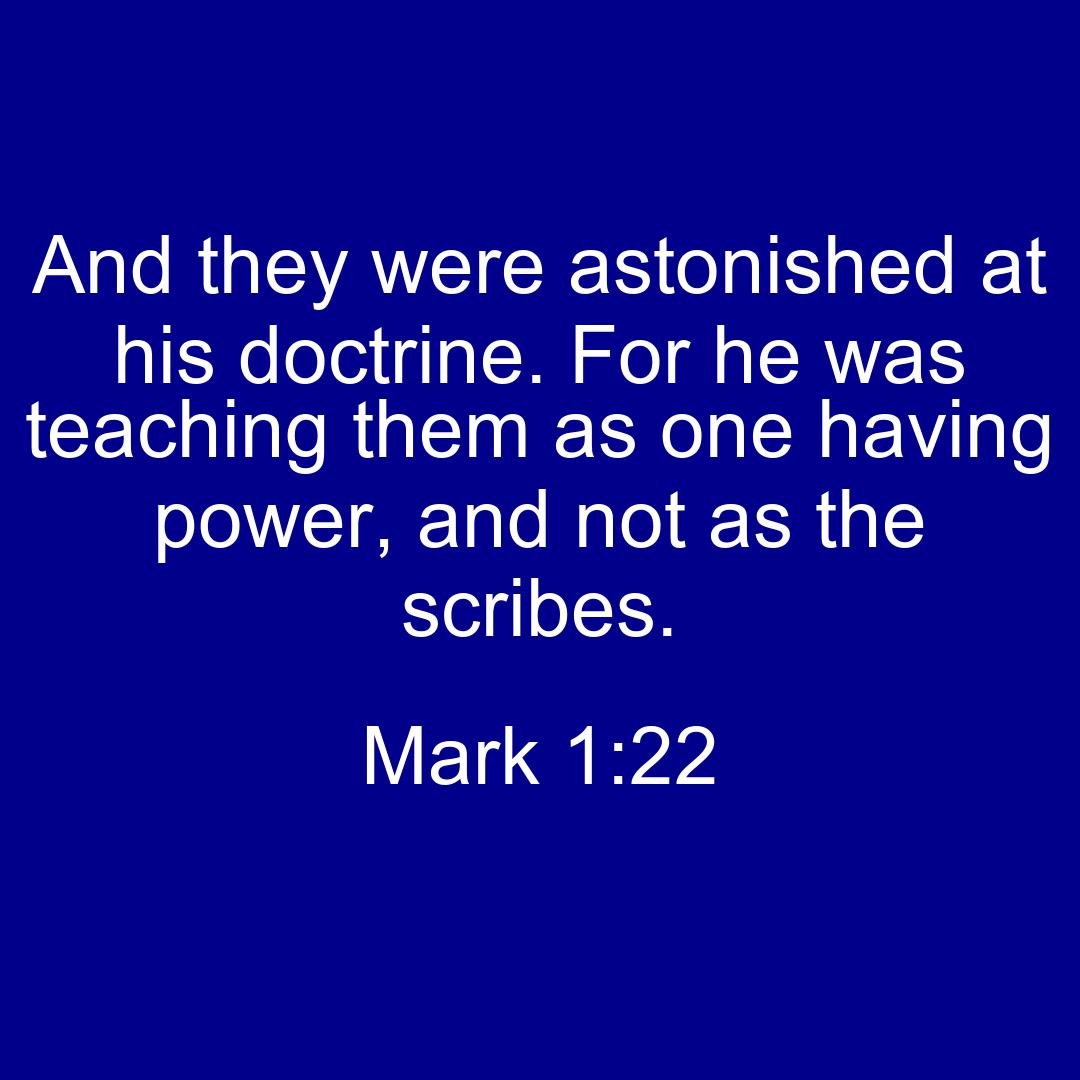 And they were astonished at
his doctrine. For he was
teaching them as one having
power, and not as the
scribes.
Mark 1:22